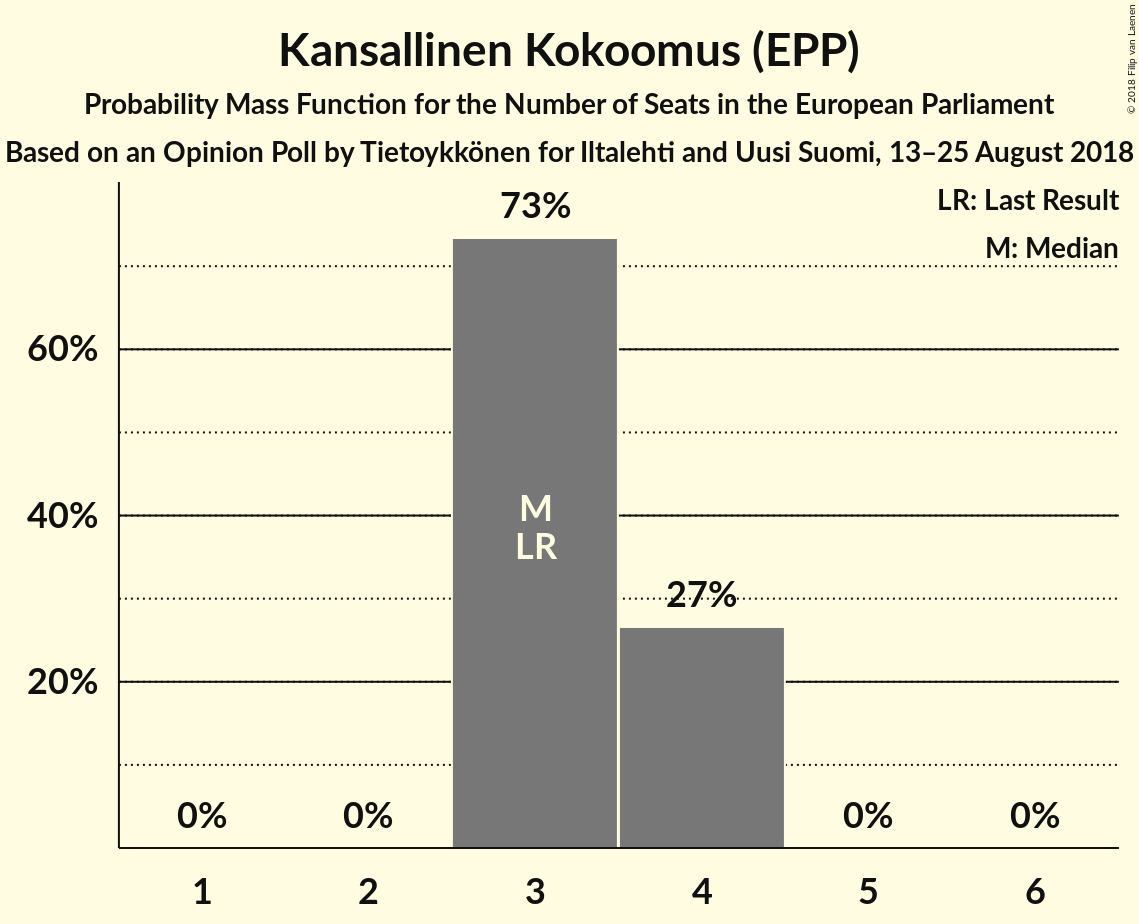 Kansallinen Kokoomus (EPP)
Probability Mass Function for the Number of Seats in the European Parliament
Based on an Opinion Poll by Tietoykkönen for Iltalehti and Uusi Suomi, 13–25 August 2018
© 2018 Filip van Laenen
LR: Last Result
M: Median
73%
60%
40%
20%
M
LR
27%
0%
0%
0%
0%
1
2
3
4
5
6